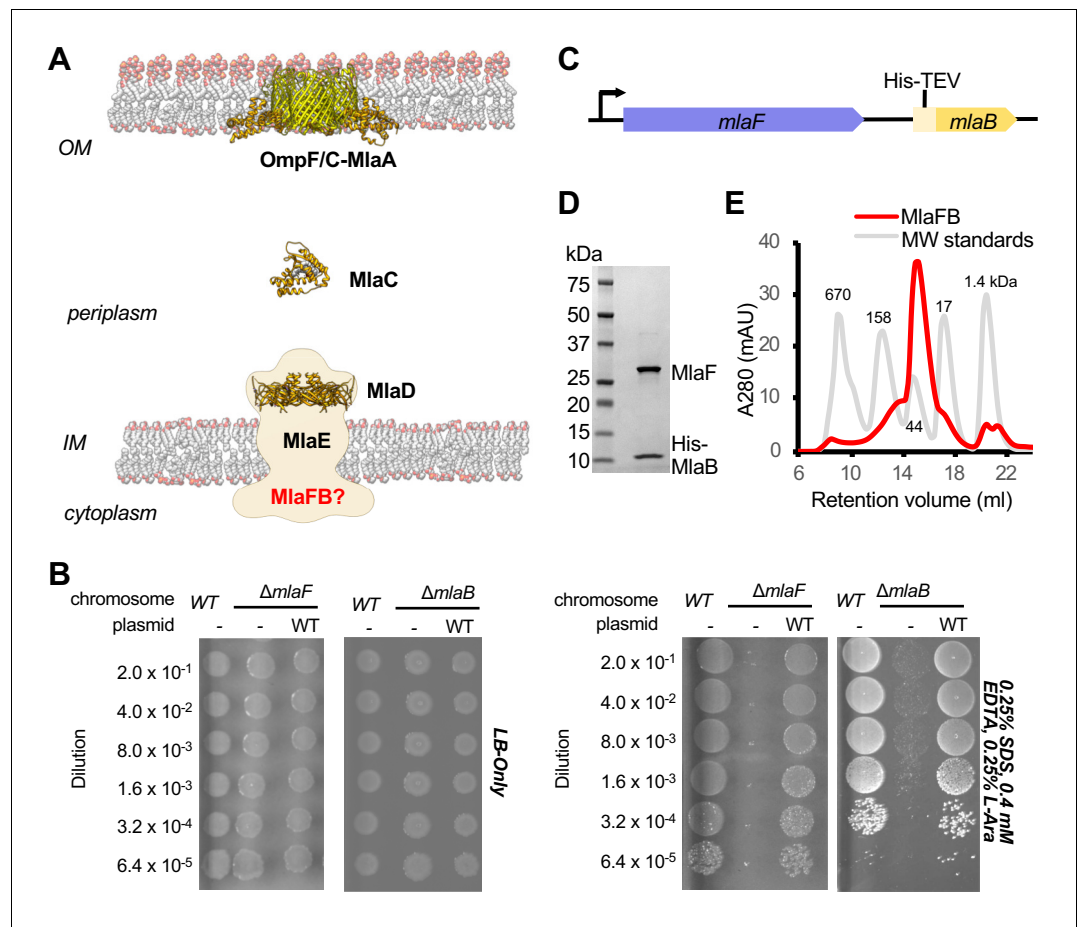 A
OM
OmpF/C-MlaA
periplasm
MlaC
MlaD
IM
MlaE
MlaFB?
cytoplasm
C
His-TEV
mlaF
mlaB
D
kDa
75
50
37
25
20
15
10
MlaF
His-
MlaB
E
MlaFB
MW standards
A280 (mAU)
40
30
20
10
0
670
158
44
17
1.4 kDa
6 10 14 18 22
Retention volume (ml)
B
chromosome WT ΔmlaF WT ΔmlaB
plasmid - - WT - - WT
Dilution
2.0 x 10-1
4.0 x 10-2
8.0 x 10-3
1.6 x 10-3
3.2 x 10-4
6.4 x 10-5
LB-Only
chromosome WT ΔmlaF WT ΔmlaB
plasmid - - WT - - WT
Dilution
2.0 x 10-1
4.0 x 10-2
8.0 x 10-3
1.6 x 10-3
3.2 x 10-4
6.4 x 10-5
0.25% SDS, 0.4 mM
EDTA, 0.25% L-Ara